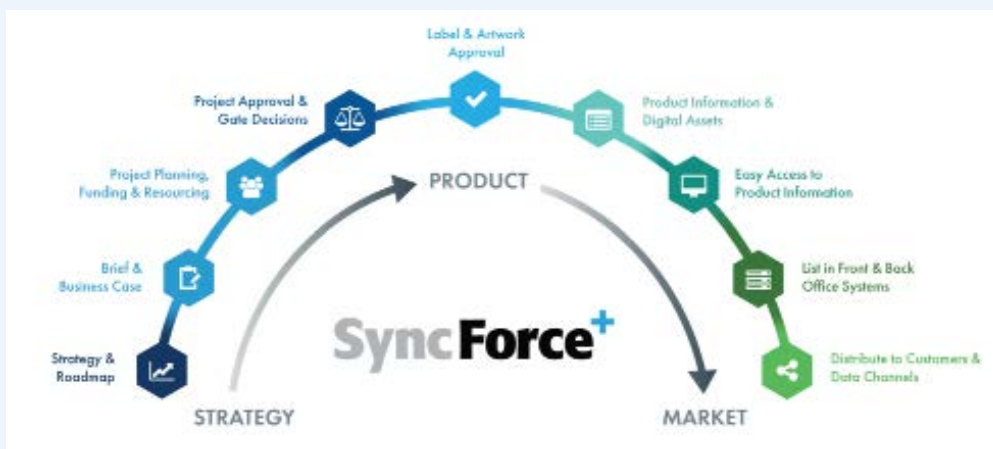 Label & Artwork
Approval
Project Approval &
Gate Decisions
Product Information &
Digital Assets
Project Planning,
Funding & Resourcing
PRODUCT
Easy Access to
Product Information
Brief &
Business Case
List in Front & Back
Office Systems
SyncForce+
Strategy &
Roadmap
Distribute to Customers &
Data Channels
STRATEGY
MARKET